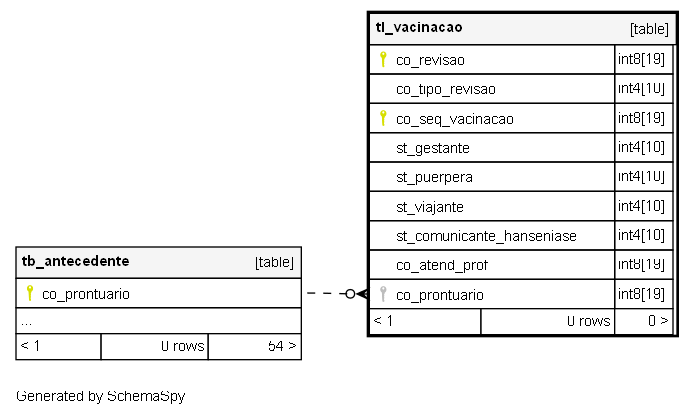 tl_vacinacao [table]
co_revisao int8[19]
co_tipo_revisao int4[10]
co_seq_vacinacao int8[19]
st_gestante int4[10]
st_puerpera int4[10]
st_viajante int4[10]
st_comunicante_hanseniase int4[10]
co_atend_prof int8[19]
co_prontuario int8[19]
< 1 0 rows 0 >
tb_antecedente [table]
co_prontuario
...
< 1 0 rows 54 >
Generated by SchemaSpy